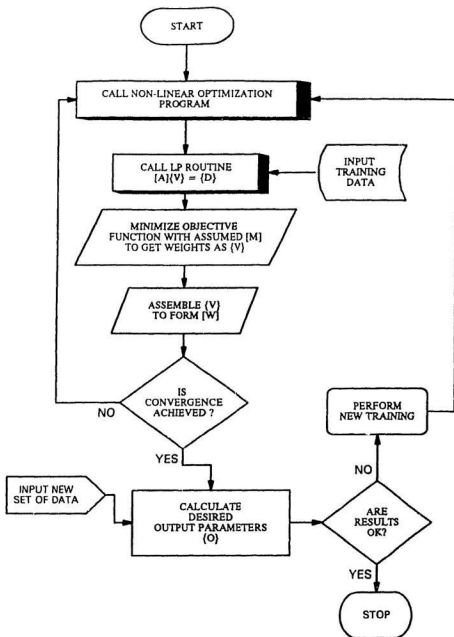 START
CALL NON-LINEAR OPTIMIZATION
PROGRAM
CALL LP ROUTINE
[A]{V} = {D}
INPUT
TRAINING
DATA
MINIMIZE OBJECTIVE
FUNCTION WITH ASSUMED [M]
TO GET WEIGHTS AS {V}
ASSEMBLE {V}
TO FORM [W]
IS
CONVERGENCE
ACHIEVED ?
NO
YES
PERFORM
NEW TRAINING
NO
INPUT NEW
SET OF DATA
CALCULATE
DESIRED
OUTPUT PARAMETERS
{O}
ARE
RESULTS
OK?
YES
STOP